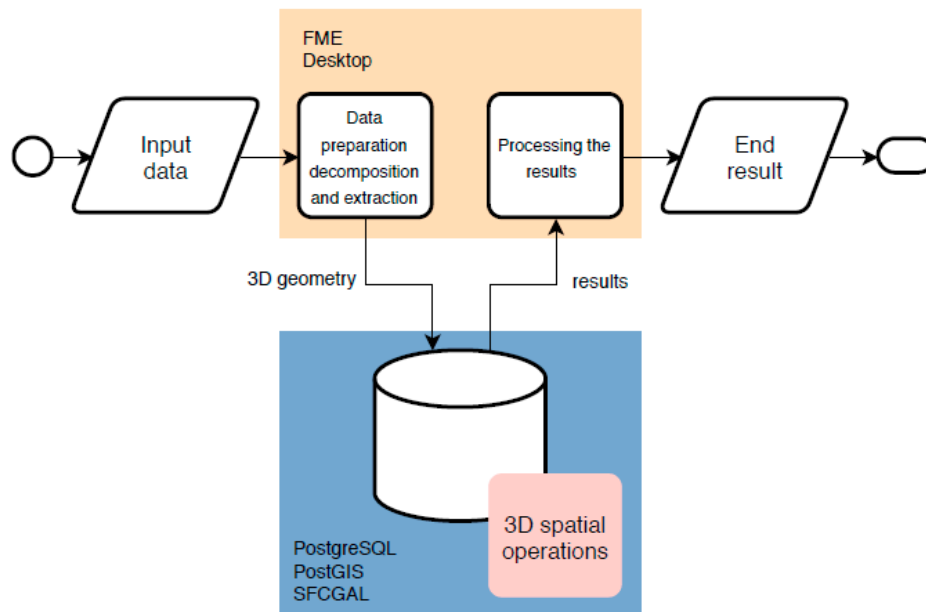 FME
Desktop
Input
data
Data
preparation
decomposition
and extraction
Processing the
results
End
result
3D geometry
results
3D spatial
operations
PostgreSQL
PostGIS
SFCGAL